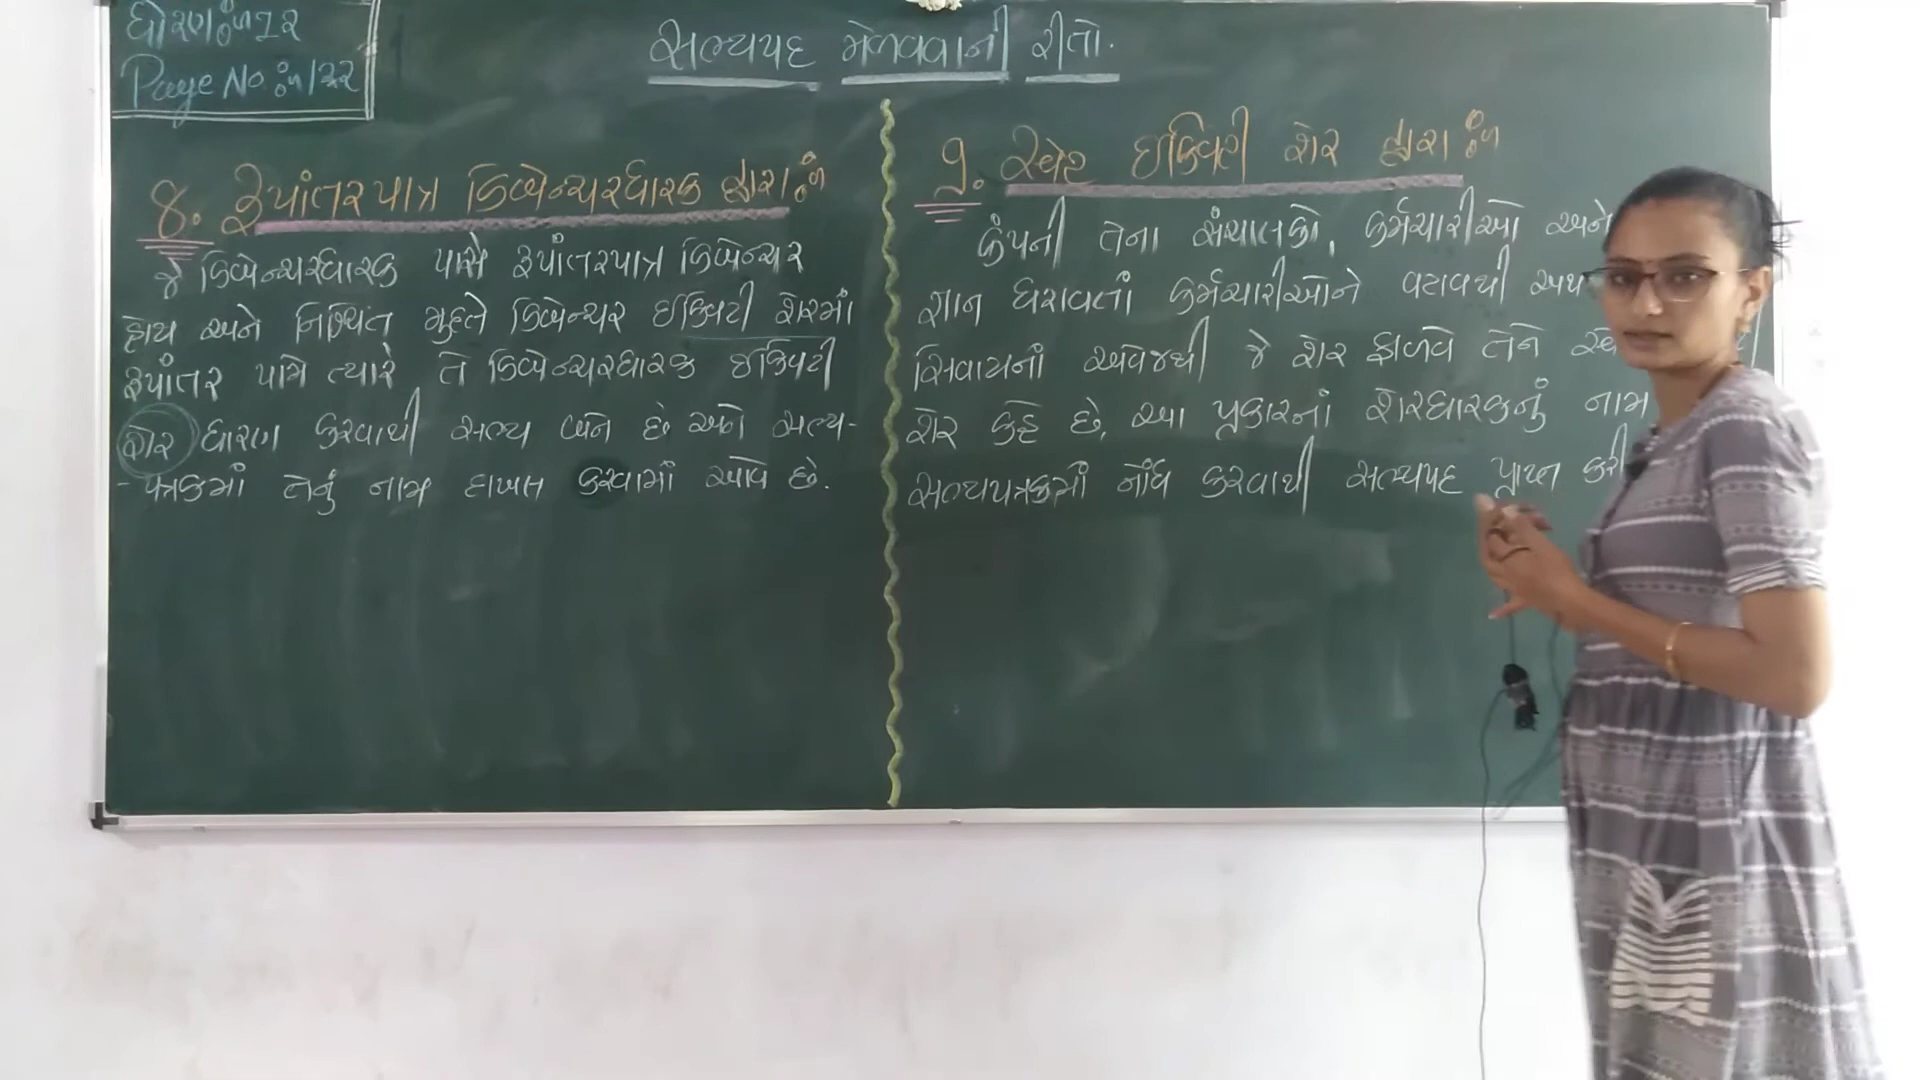 ધોરણ ઃ- 12
Page No ઃ- 122
સભ્યપદ મેળવવાની રીતો.
8. રૂપાંતરપાત્ર ડિબેન્ચરધારક દ્વારા ઃ-
જે ડિબેન્ચરધારક પાસે રૂપાંતરપાત્ર ડિબેન્ચર
હોય અને નિશ્ચિત મુદતે ડિબેન્ચર ઇક્વિટી શેરમાં
રૂપાંતર પામે ત્યારે તે ડિબેન્ચરધારક ઇક્વિટી
શેર ધારણ કરવાથી સભ્ય બને છે અને સભ્ય-
- પત્રકમાં તેનું નામ દાખલ કરવામાં આવે છે.
9. સ્વેટ ઇક્વિટી શેર દ્વારા ઃ-
કંપની તેના સંચાલકો, કર્મચારીઓ અને
જ્ઞાન ધરાવતાં કર્મચારીઓને વટાવથી
સિવાયનાં અવેજથી જે શેર ફાળવે તેને
શેર કહે છે. આ પ્રકારનાં શેરધારકનું નામ
સભ્યપત્રકમાં નોંધ કરવાથી સભ્યપદ પ્રાપ્ત કરી